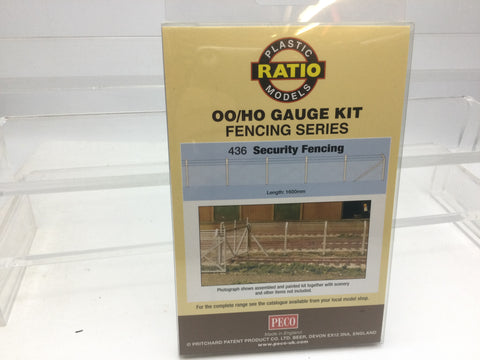 PLASTIC
RATIO
MODELS
OO/HO GAUGE KIT
FENCING SERIES
436 Security Fencing
Length: 1600mm
Photograph shows assembled and painted kit together with scenery
and other items not included.
For the complete range see the catalogue available from your local model shop.
PECO
Made in England
© PRITCHARD PATENT PRODUCT CO. LTD. BEER, DEVON EX12 3NA, ENGLAND
www.peco-uk.com